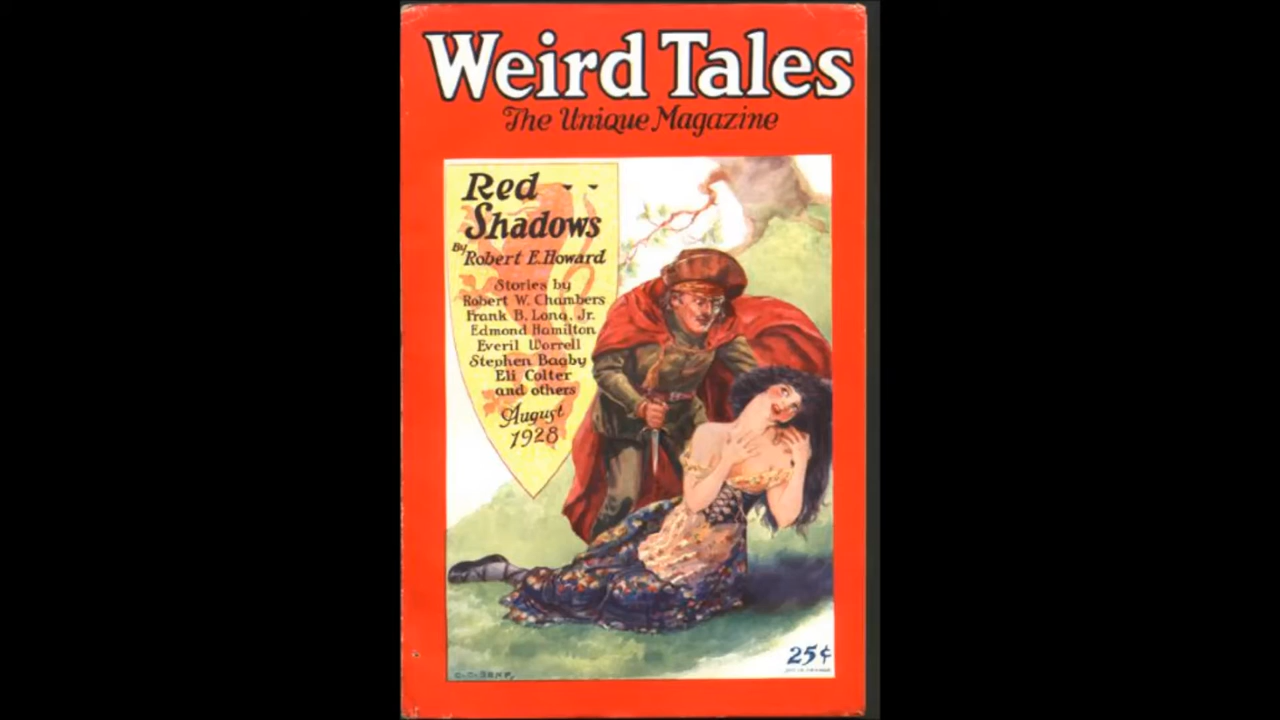 Weird Tales
The Unique Magazine
Red --
Shadows
By Robert E. Howard
Stories by
Robert W. Chambers
Frank B. Long, Jr.
Edmond Hamilton
Everil Worrell
Stephen Bagby
Eli Colter
and others
August
1928
25¢
C.C.SENF,